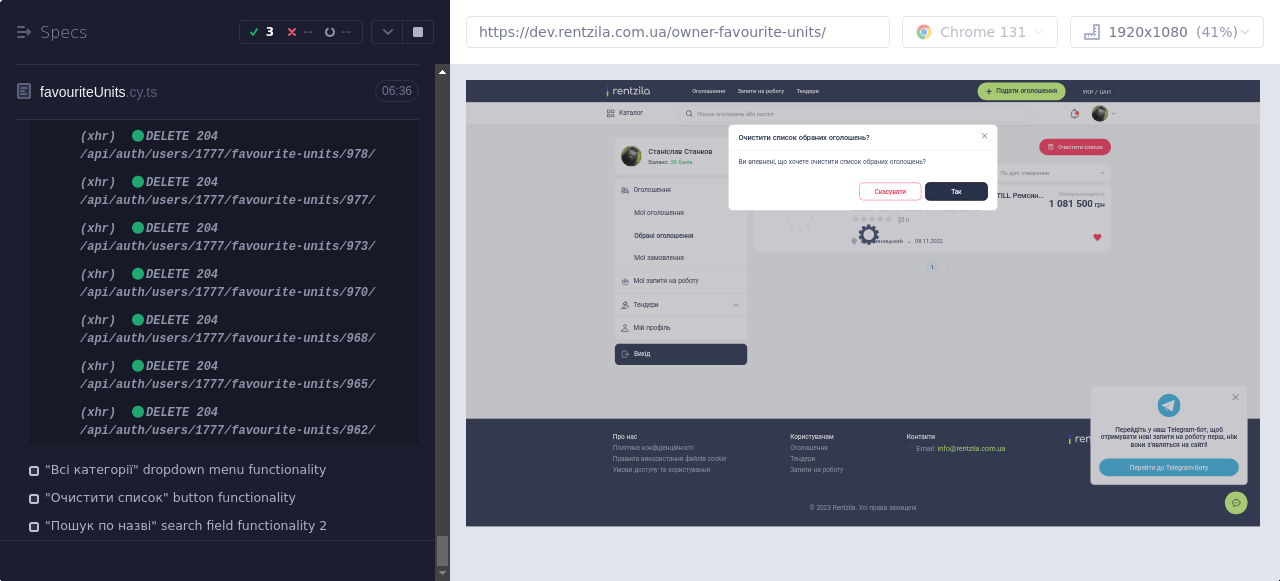 Specs
3
--
--
https://dev.rentzila.com.ua/owner-favourite-units/
Chrome 131
1920x1080 (41%)
favouriteUnits.cy.ts
06:36
(xhr) DELETE 204
/api/auth/users/1777/favourite-units/978/
(xhr) DELETE 204
/api/auth/users/1777/favourite-units/977/
(xhr) DELETE 204
/api/auth/users/1777/favourite-units/973/
(xhr) DELETE 204
/api/auth/users/1777/favourite-units/970/
(xhr) DELETE 204
/api/auth/users/1777/favourite-units/968/
(xhr) DELETE 204
/api/auth/users/1777/favourite-units/965/
(xhr) DELETE 204
/api/auth/users/1777/favourite-units/962/
"Всі категорії" dropdown menu functionality
"Очистити список" button functionality
"Пошук по назві" search field functionality 2
rentzila
Оголошення
Запити на роботу
Тендери
Подати оголошення
УКР / UAH
Каталог
Пошук оголошень або послуг
Станіслав Станков
Баланс: 20 балів
Оголошення
Мої оголошення
Обрані оголошення
Мої замовлення
Мої запити на роботу
Тендери
Мій профіль
Вихід
Очистити список обраних оголошень?
Ви впевнені, що хочете очистити список обраних оголошень?
Скасувати
Так
Очистити список
По даті створення
TILL Ремсин...
1 081 500 грн
0
08.11.2022
1
Про нас
Політика конфіденційності
Правила використання файлів cookie
Умови доступу та користування
Користувачам
Оголошення
Тендери
Запити на роботу
Контакти
Email: info@rentzila.com.ua
Перейдіть у наш Telegram-бот, щоб
отримувати нові запити на роботу перш, ніж
вони з'являться на сайті!
Перейти до Telegram-боту
© 2023 Rentzila. Усі права захищені